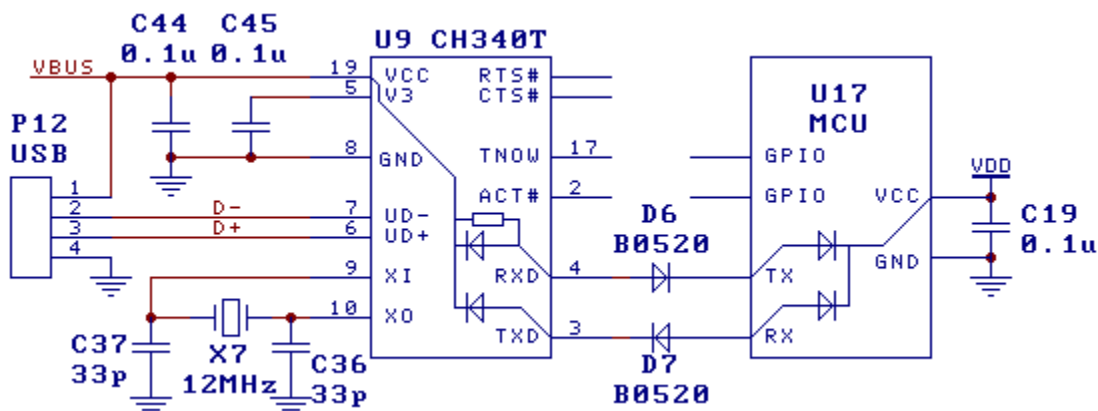 C44 C45
0.1u 0.1u
U9 CH340T
VBUS
19 VCC
5 V3
8 GND
7 UD-
6 UD+
9 XI
10 XO
RTS#
CTS#
TNOW 17
ACT# 2
RXD 4
TXD 3
P12
USB
1
2
3
4
D-
D+
C37
33p
X7
12MHz
C36
33p
D6
B0520
D7
B0520
U17
MCU
GPIO
GPIO
VCC
GND
TX
RX
VDD
C19
0.1u